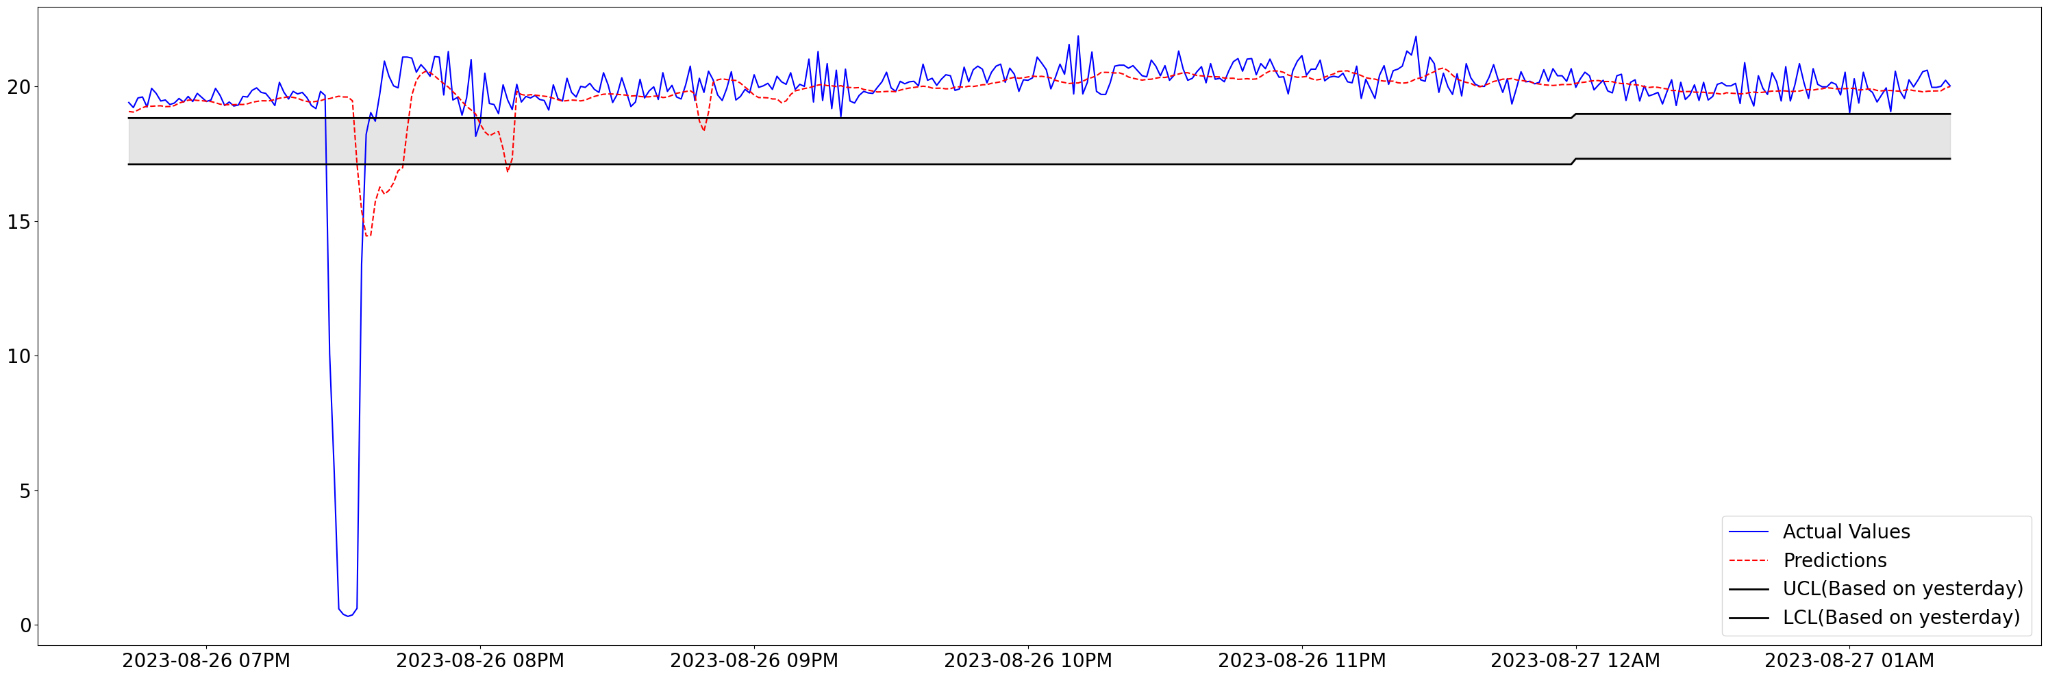 20
15
10
5
0
2023-08-26 07PM
2023-08-26 08PM
2023-08-26 09PM
2023-08-26 10PM
2023-08-26 11PM
2023-08-27 12AM
2023-08-27 01AM
Actual Values
Predictions
UCL(Based on yesterday)
LCL(Based on yesterday)